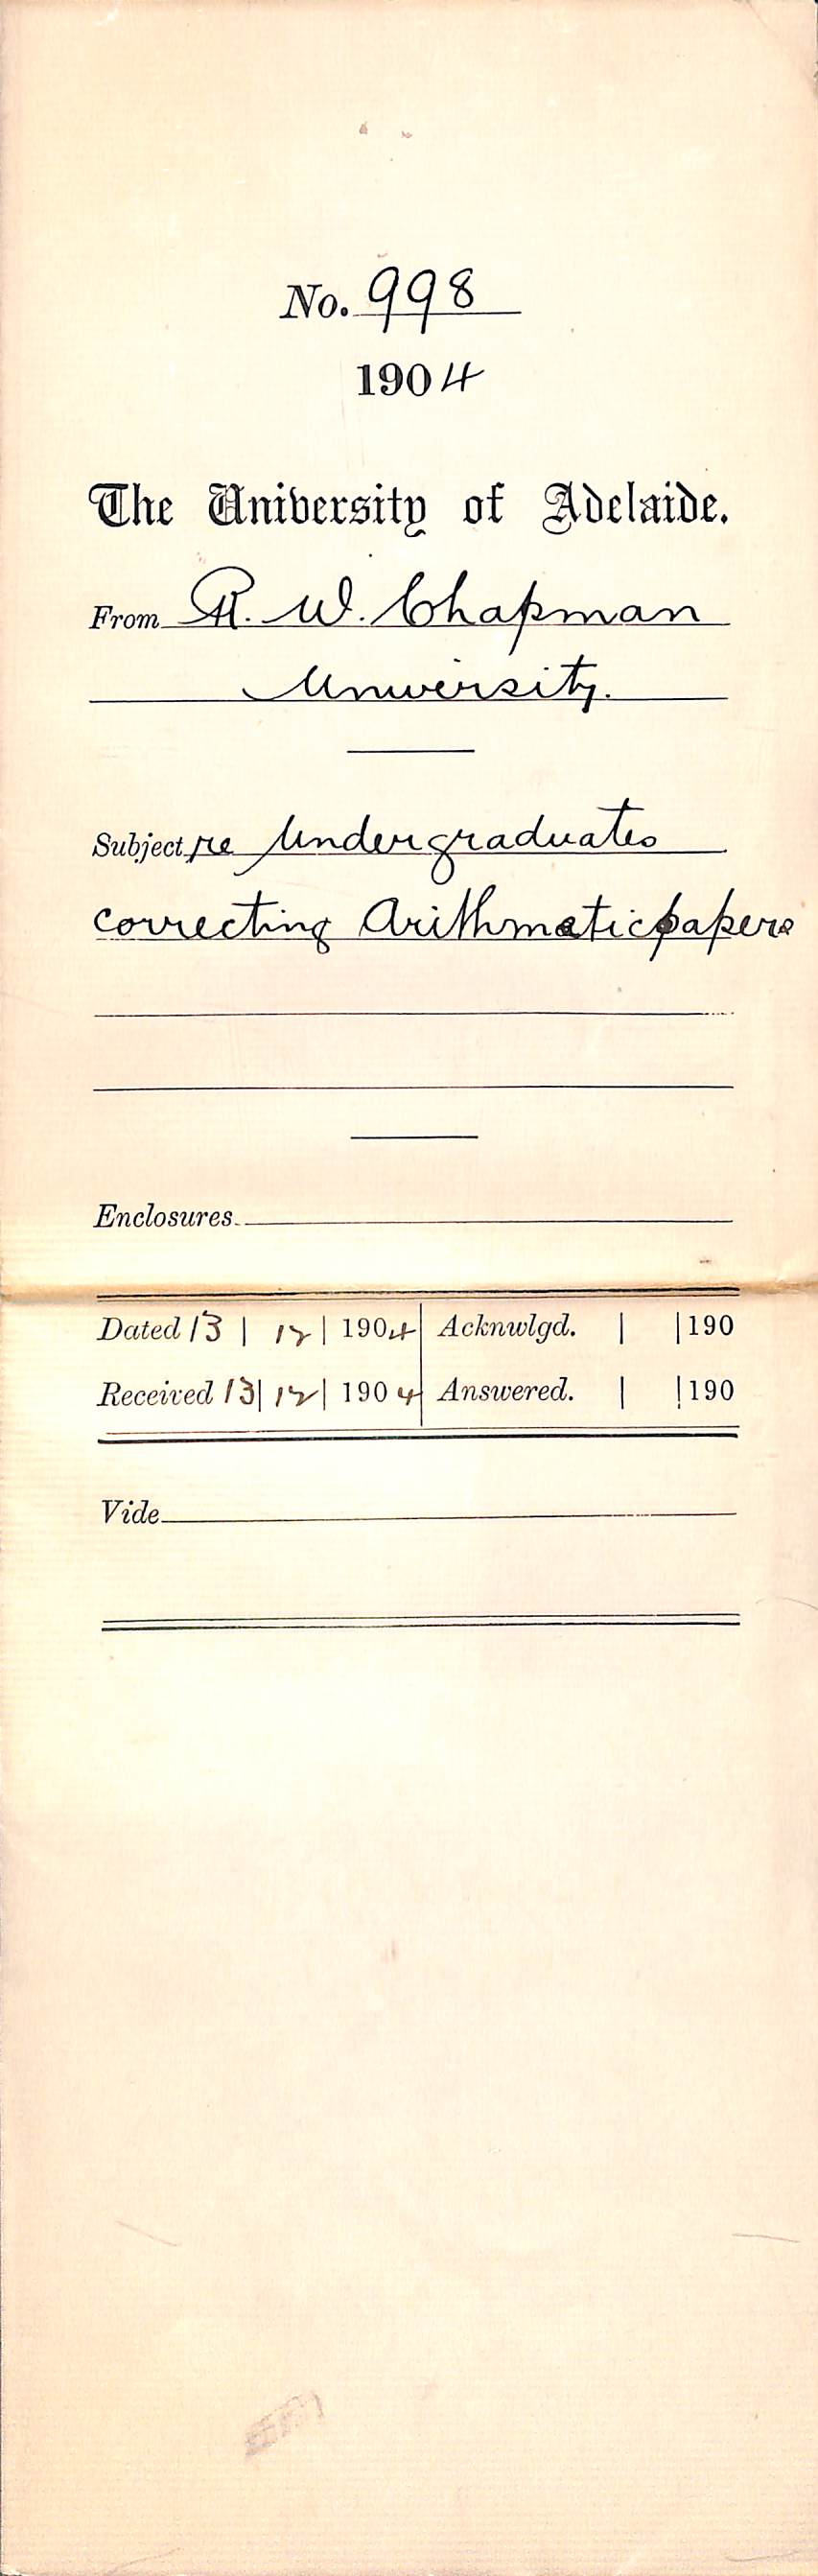 No. 998
1904
The University of Adelaide.
From R. W. Chapman
University.
Subject re Undergraduates
correcting Arithmetic papers
Enclosures
Dated 13 | 12 | 1904 Acknwlgd. | | 190
Received 13 | 12 | 1904 Answered. | | 190
Vide